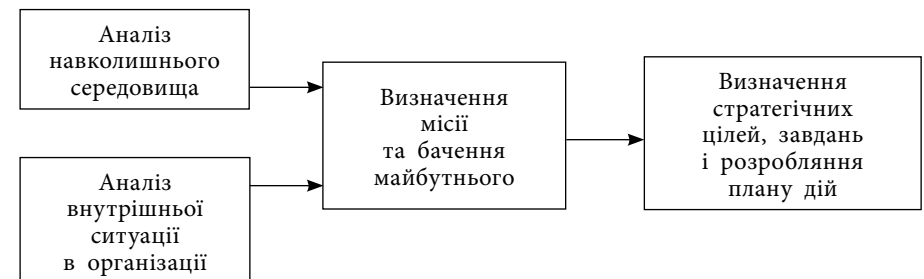 Аналіз
навколишнього
середовища
Аналіз
внутрішньої
ситуації
в організації
Визначення
місії
та бачення
майбутнього
Визначення
стратегічних
цілей, завдань
і розробляння
плану дій